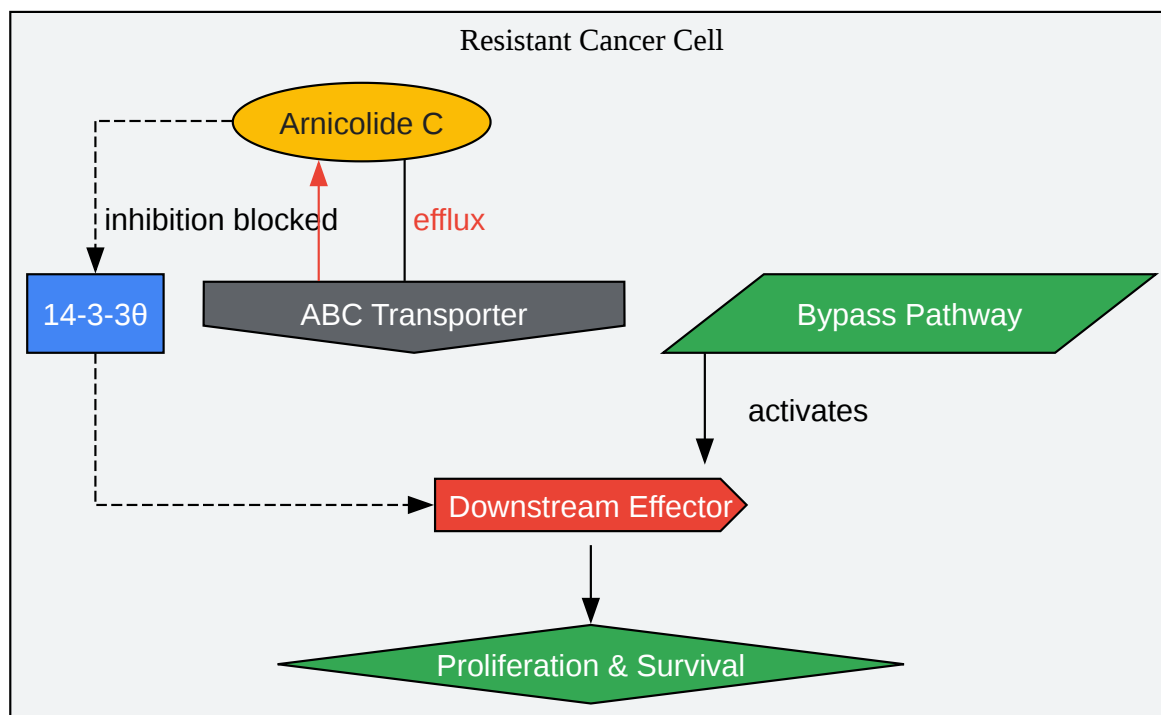 Resistant Cancer Cell
Arnicolide C
inhibition blocked
efflux
14-3-3θ
ABC Transporter
Bypass Pathway
activates
Downstream Effector
Proliferation & Survival